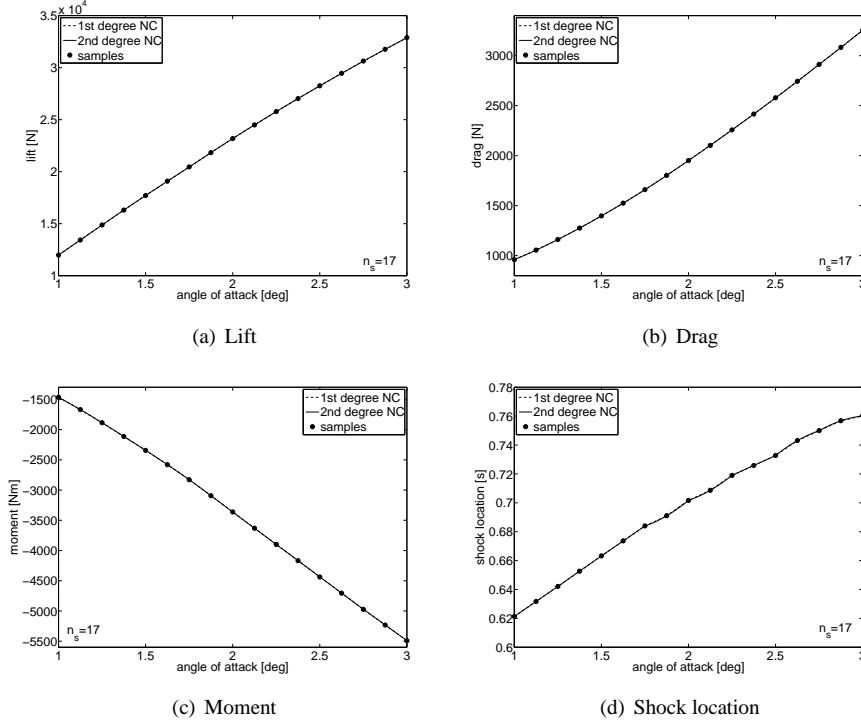 3.5 x 10^4
1st degree NC
2nd degree NC
samples
3
2.5
2
1.5
1
lift [N]
n_s=17
1 1.5 2 2.5 3
angle of attack [deg]
(a) Lift
1st degree NC
2nd degree NC
samples
3000
2500
2000
1500
1000
drag [N]
n_s=17
1 1.5 2 2.5 3
angle of attack [deg]
(b) Drag
−1500
−2000
−2500
−3000
−3500
−4000
−4500
−5000
−5500
moment [Nm]
1st degree NC
2nd degree NC
samples
n_s=17
1 1.5 2 2.5 3
angle of attack [deg]
(c) Moment
0.78
0.76
0.74
0.72
0.7
0.68
0.66
0.64
0.62
0.6
shock location [s]
1st degree NC
2nd degree NC
samples
n_s=17
1 1.5 2 2.5 3
angle of attack [deg]
(d) Shock location